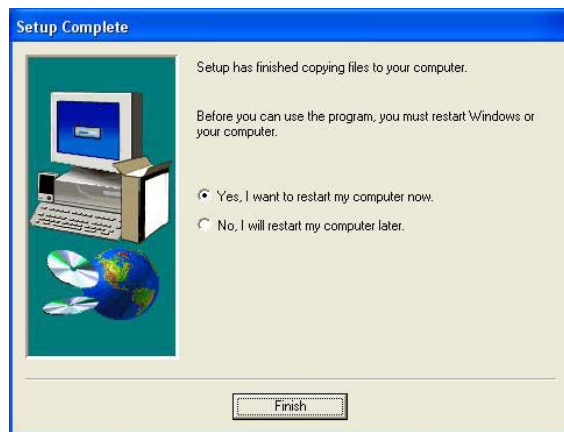 Setup Complete
Setup has finished copying files to your computer.
Before you can use the program, you must restart Windows or
your computer.
Yes, I want to restart my computer now.
No, I will restart my computer later.
Finish